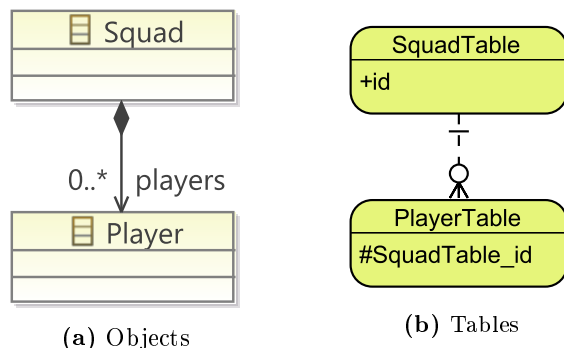 Squad
0..* players
Player
(a) Objects
SquadTable
+id
PlayerTable
#SquadTable_id
(b) Tables